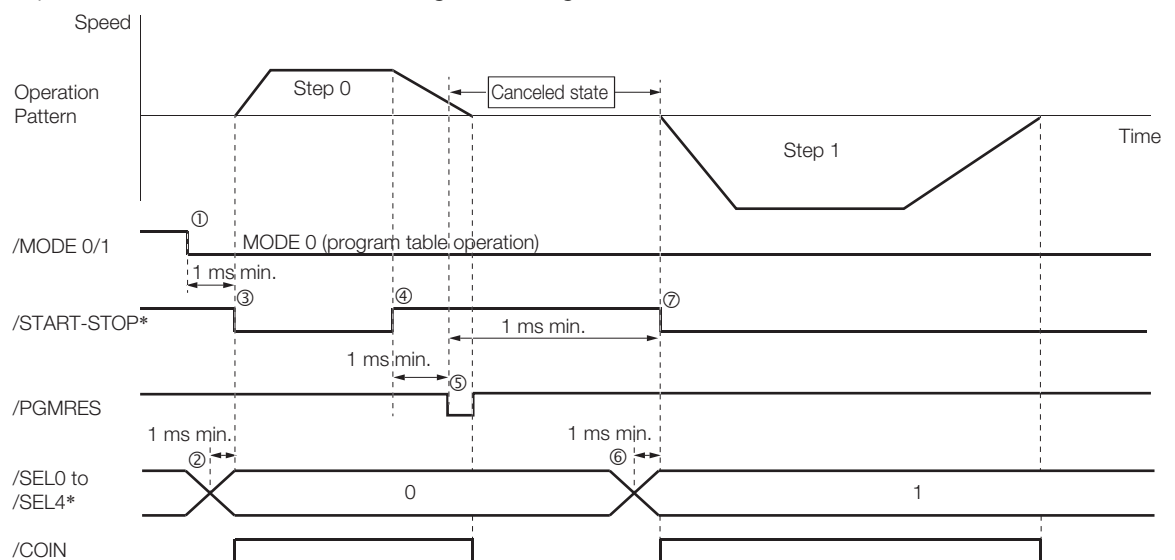 Speed
Step 0
Canceled state
Operation
Pattern
Time
Step 1
①
/MODE 0/1
MODE 0 (program table operation)
1 ms min.
③
④
⑦
/START-STOP*
1 ms min.
1 ms min.
⑤
/PGMRES
1 ms min.
1 ms min.
②
⑥
/SEL0 to
/SEL4*
0
1
/COIN